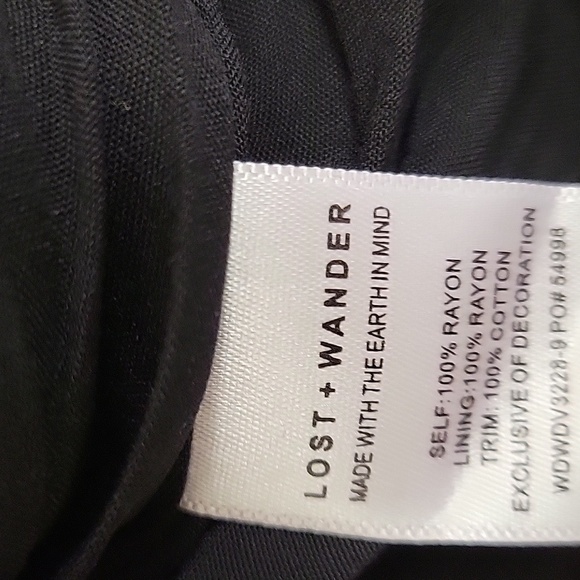 LOST + WANDER
MADE WITH THE EARTH IN MIND
SELF:100% RAYON
LINING:100% RAYON
TRIM: 100% COTTON
EXCLUSIVE OF DECORATION
WDWDV3228-9 PO# 54998